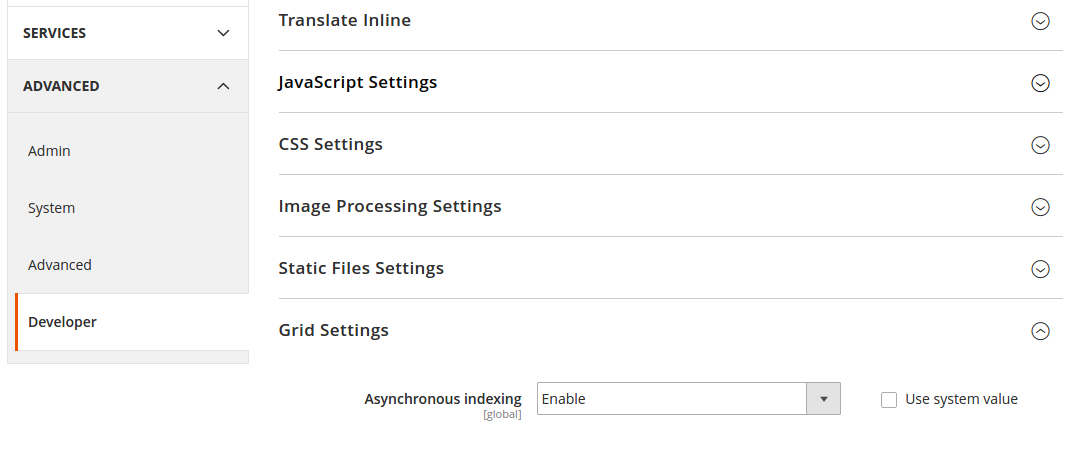 SERVICES
ADVANCED
Admin
System
Advanced
Developer
Translate Inline
JavaScript Settings
CSS Settings
Image Processing Settings
Static Files Settings
Grid Settings
Asynchronous indexing
[global]
Enable
Use system value